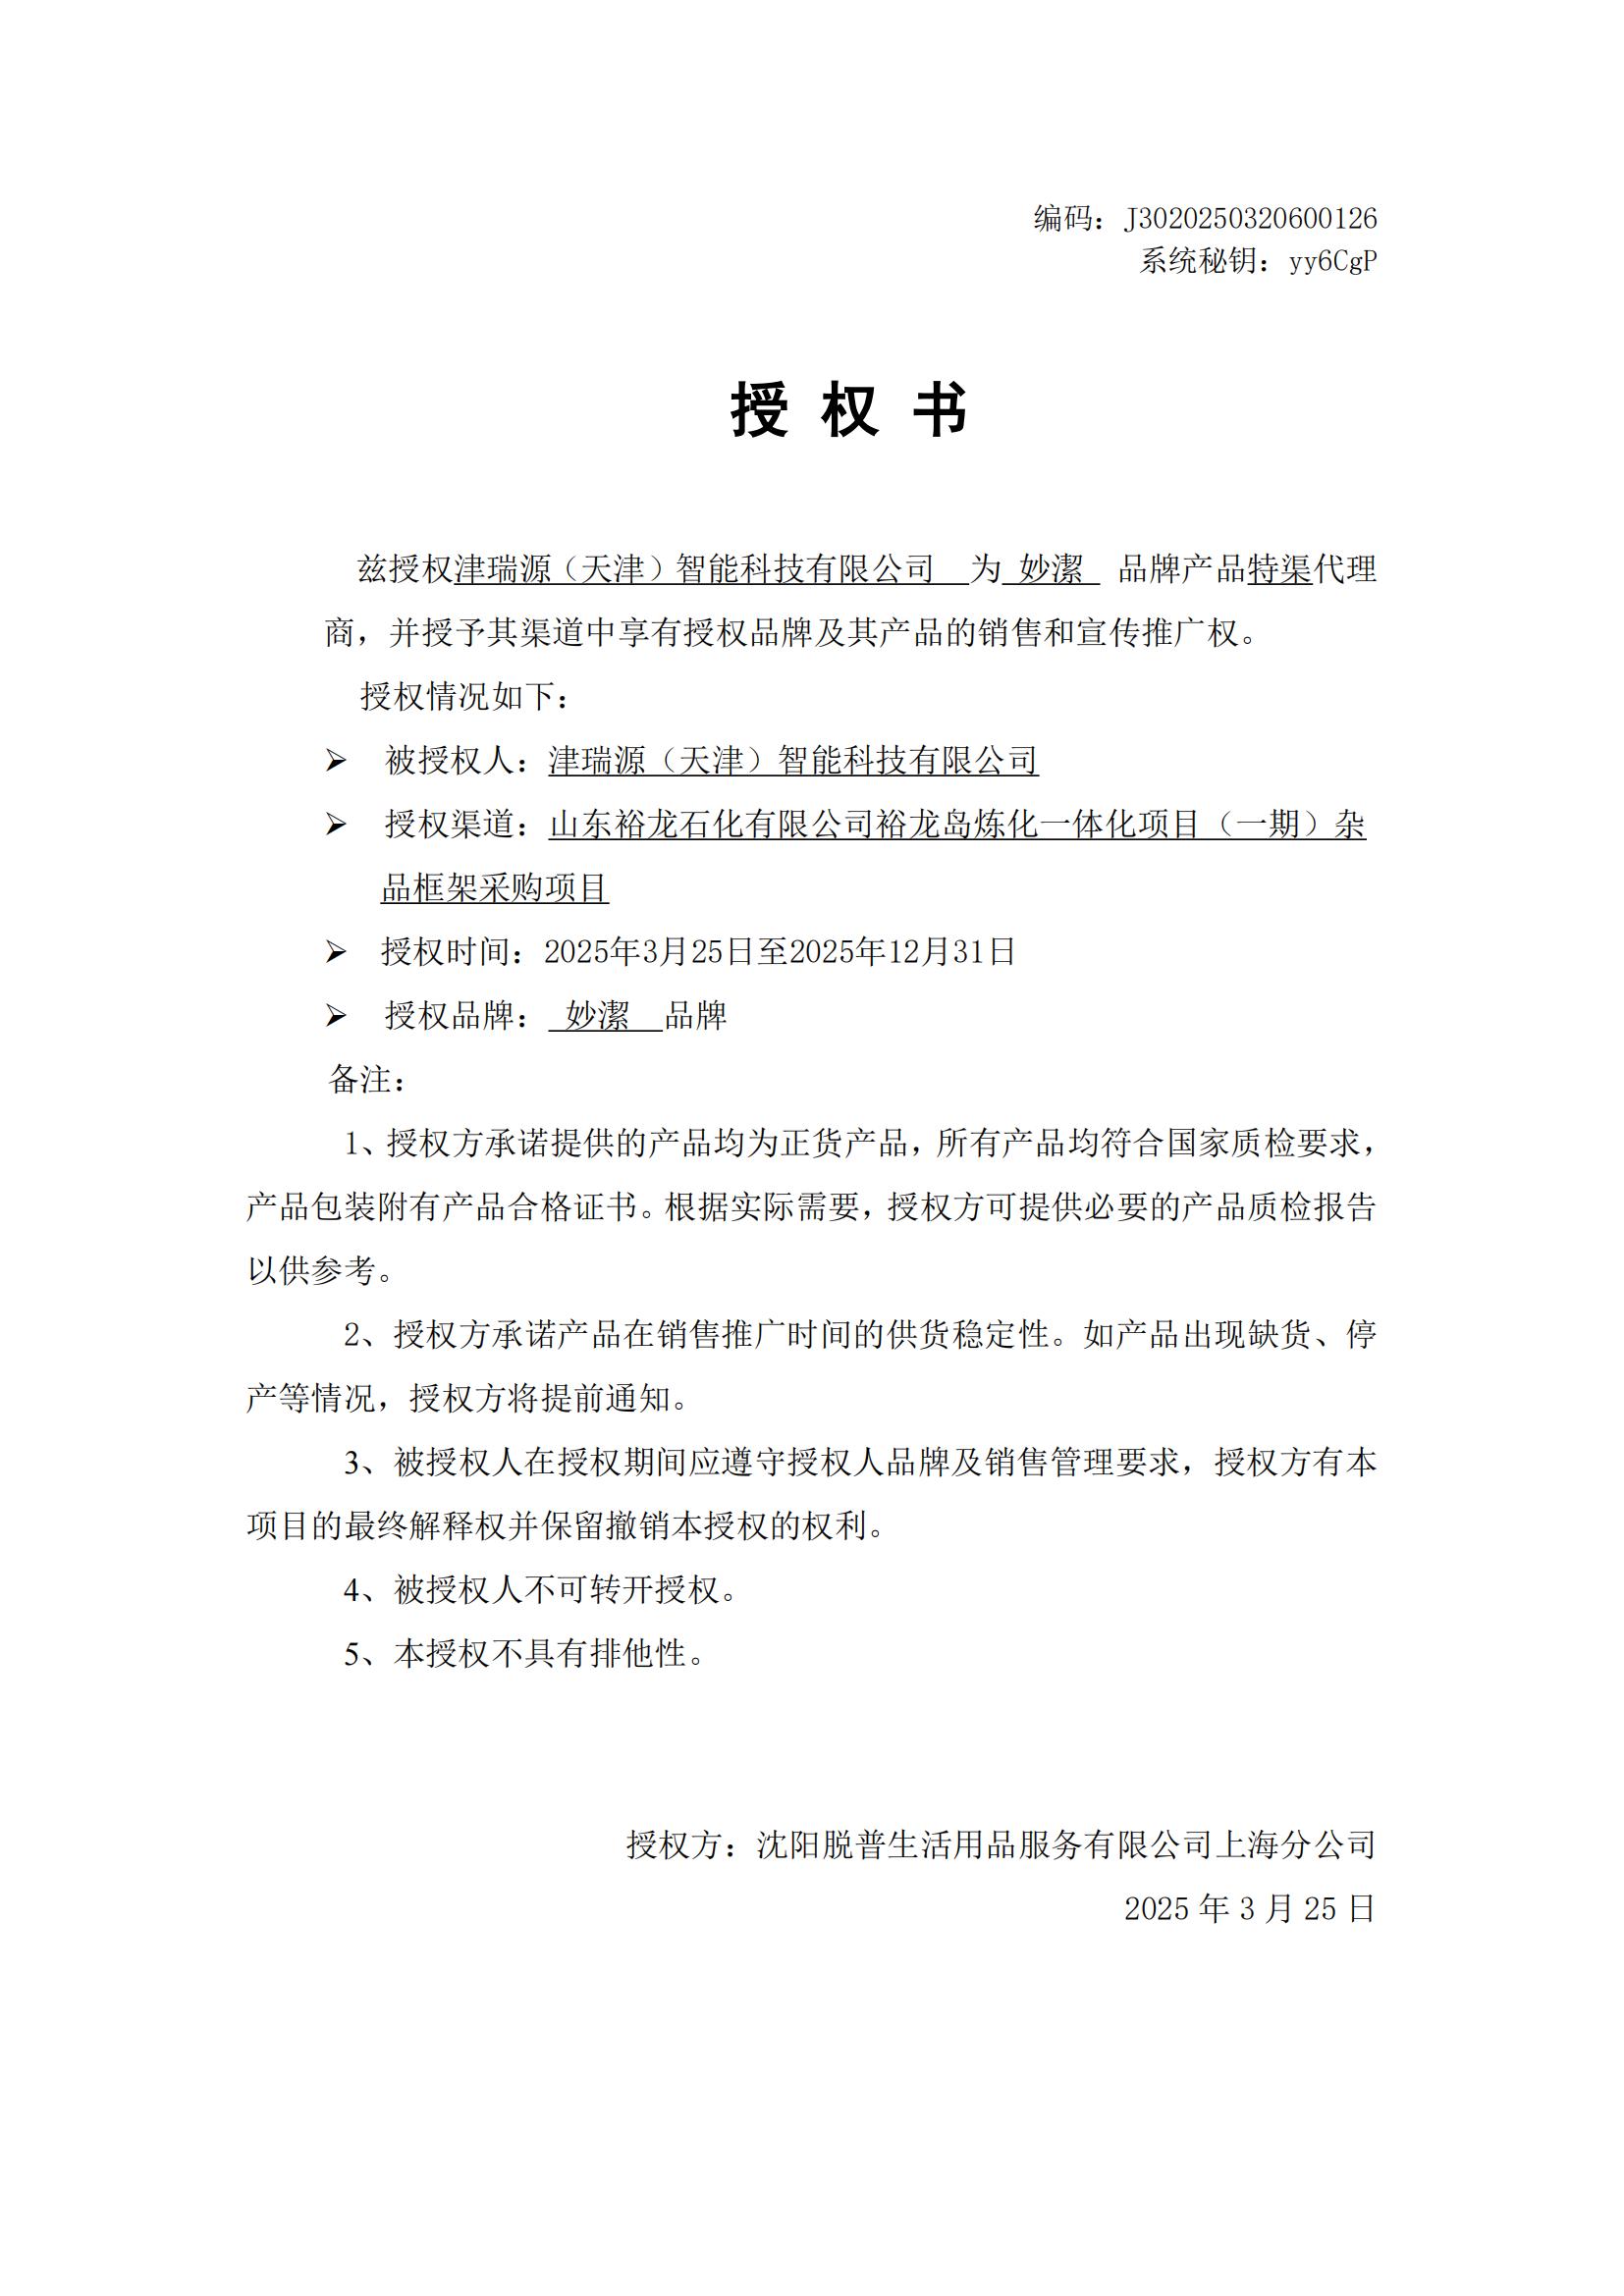 编码：J3020250320600126
系统秘钥：yy6CgP
授 权 书
兹授权津瑞源（天津）智能科技有限公司 为 妙潔 品牌产品特渠代理
商，并授予其渠道中享有授权品牌及其产品的销售和宣传推广权。
授权情况如下：
➢ 被授权人：津瑞源（天津）智能科技有限公司
➢ 授权渠道：山东裕龙石化有限公司裕龙岛炼化一体化项目（一期）杂
品框架采购项目
➢ 授权时间：2025年3月25日至2025年12月31日
➢ 授权品牌： 妙潔 品牌
备注：
1、授权方承诺提供的产品均为正货产品，所有产品均符合国家质检要求，
产品包装附有产品合格证书。根据实际需要，授权方可提供必要的产品质检报告
以供参考。
2、授权方承诺产品在销售推广时间的供货稳定性。如产品出现缺货、停
产等情况，授权方将提前通知。
3、被授权人在授权期间应遵守授权人品牌及销售管理要求，授权方有本
项目的最终解释权并保留撤销本授权的权利。
4、被授权人不可转开授权。
5、本授权不具有排他性。
授权方：沈阳脱普生活用品服务有限公司上海分公司
2025 年 3 月 25 日